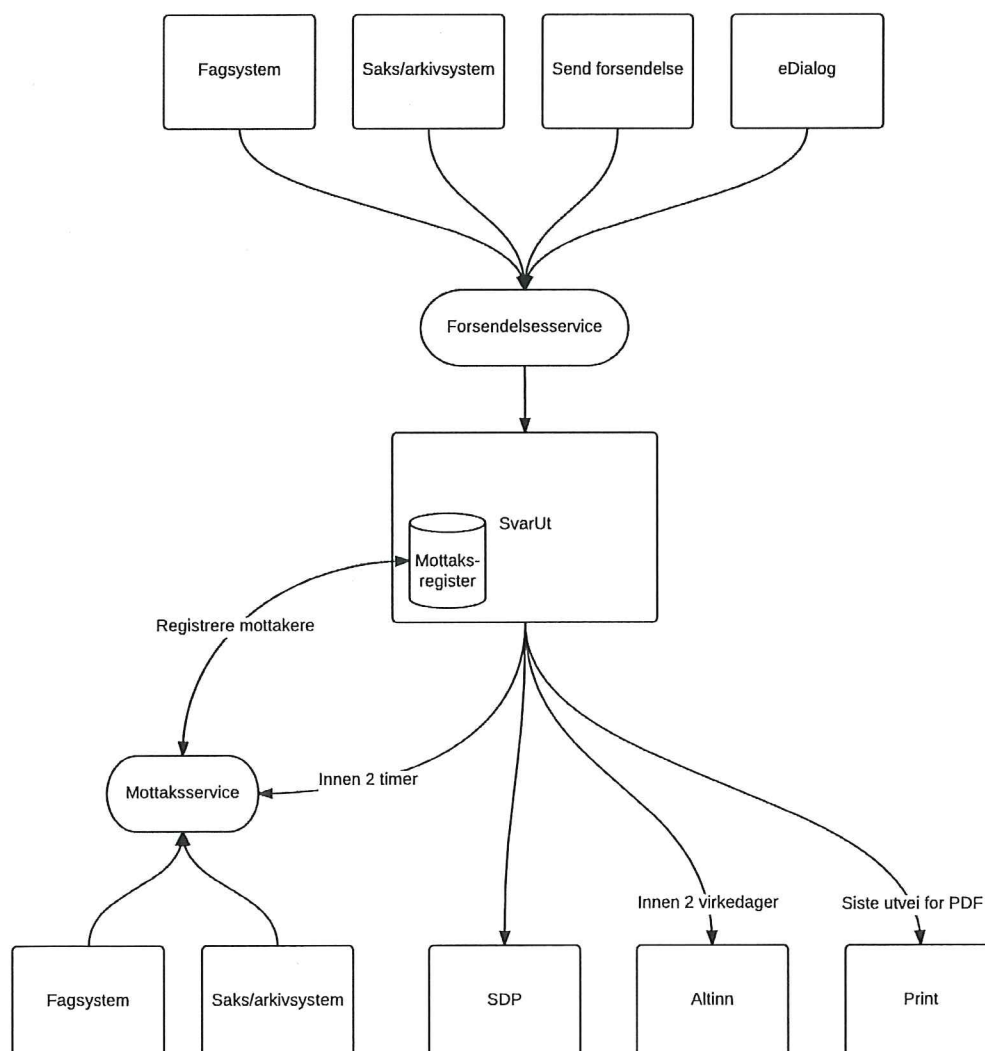 Fagsystem
Saks/arkivsystem
Send forsendelse
eDialog
Forsendelsesservice
SvarUt
Mottaks-
register
Registrere mottakere
Innen 2 timer
Mottaksservice
Innen 2 virkedager
Siste utvei for PDF
Fagsystem
Saks/arkivsystem
SDP
Altinn
Print